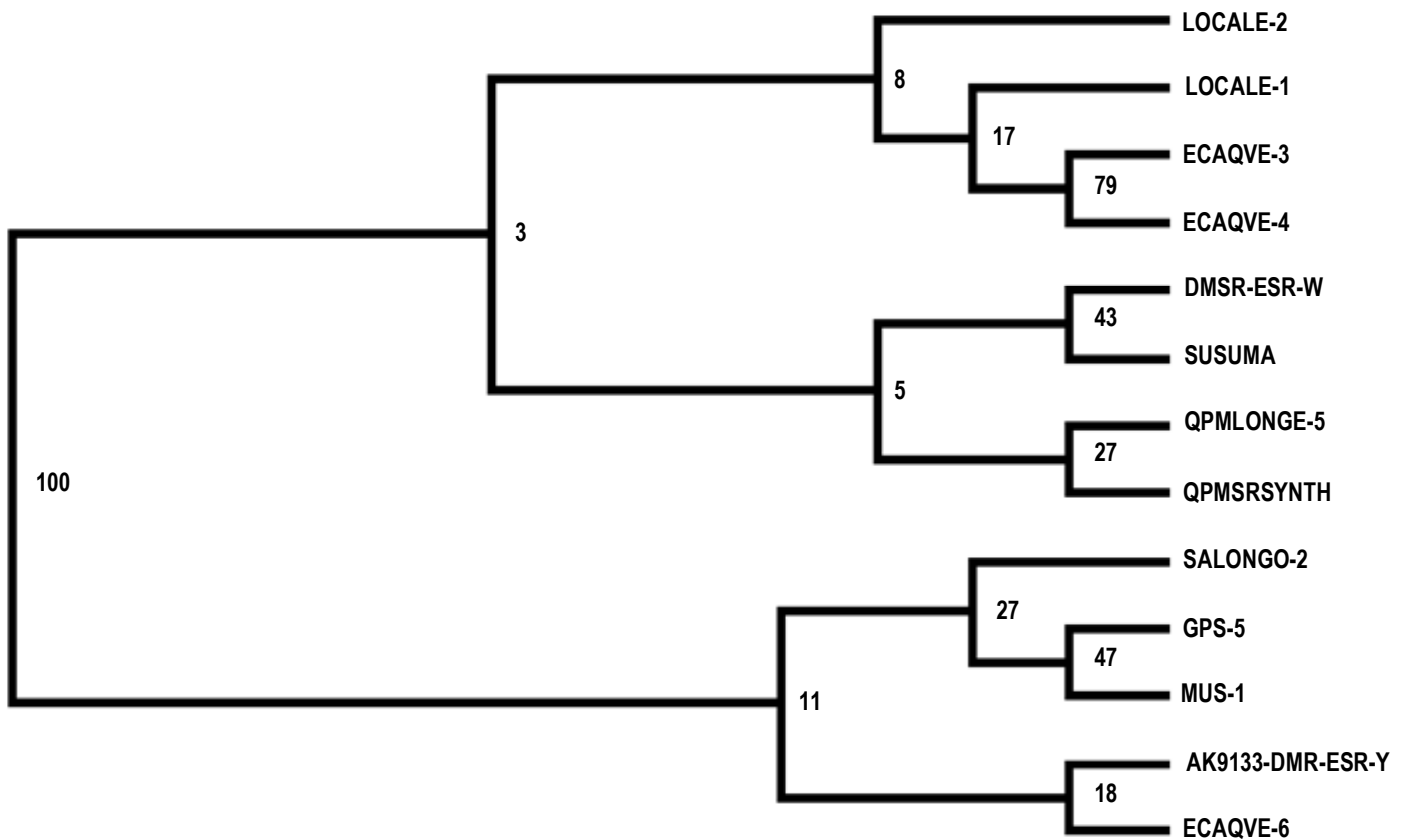 LOCALE-2
8
LOCALE-1
17
ECAQVE-3
79
ECAQVE-4
3
DMSR-ESR-W
43
SUSUMA
5
QPMLONGE-5
27
QPMSRSYNTH
100
SALONGO-2
27
GPS-5
47
MUS-1
11
AK9133-DMR-ESR-Y
18
ECAQVE-6